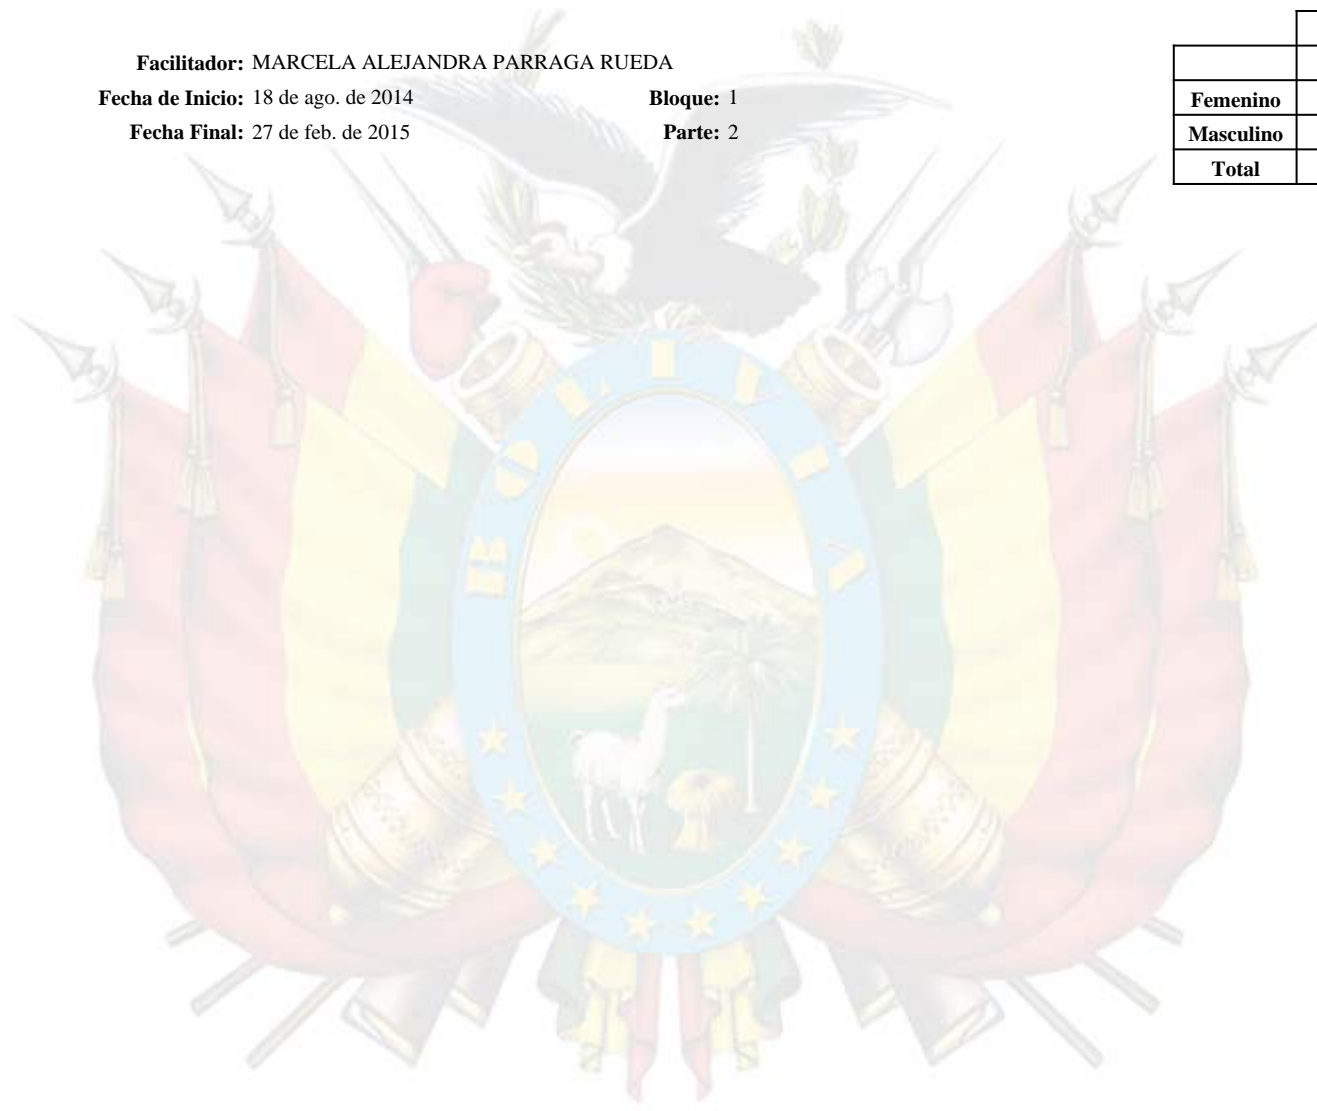 Facilitador: MARCELA ALEJANDRA PARRAGA RUEDA
Fecha de Inicio: 18 de ago. de 2014 Bloque: 1
Fecha Final: 27 de feb. de 2015 Parte: 2
Femenino
Masculino
Total
BOLIVIA